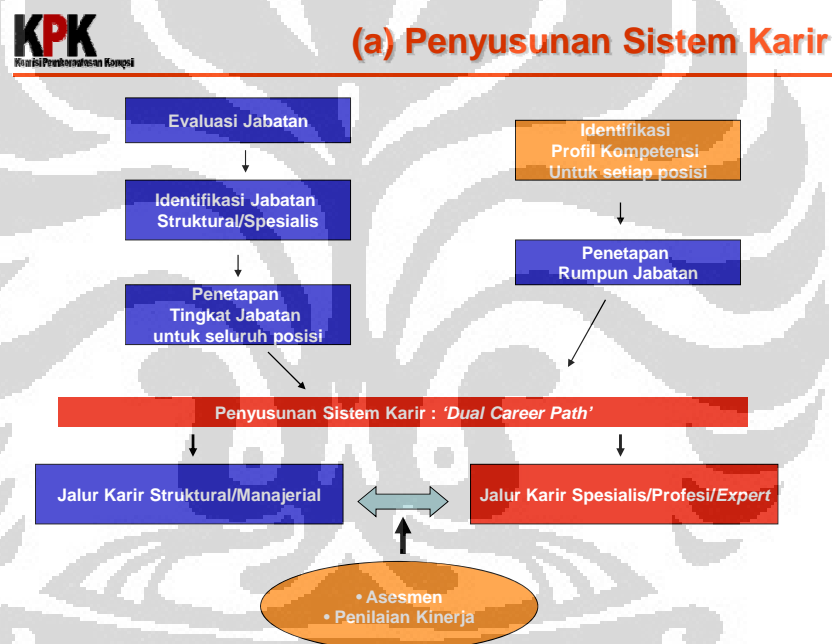 KPK
Komisi Pemberantasan Korupsi
(a) Penyusunan Sistem Karir
Evaluasi Jabatan
Identifikasi Jabatan
Struktural/Spesialis
Penetapan
Tingkat Jabatan
untuk seluruh posisi
Identifikasi
Profil Kompetensi
Untuk setiap posisi
Penetapan
Rumpun Jabatan
Penyusunan Sistem Karir : ‘Dual Career Path’
Jalur Karir Struktural/Manajerial
Jalur Karir Spesialis/Profesi/Expert
• Asesmen
• Penilaian Kinerja